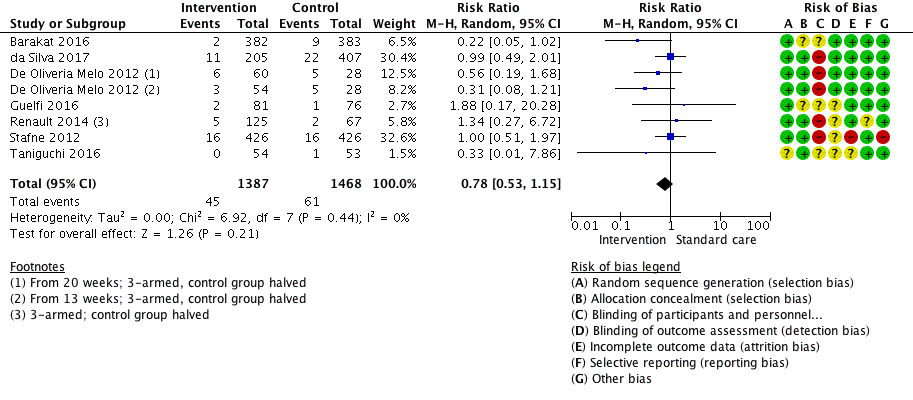 Intervention Control Risk Ratio Risk Ratio Risk of Bias
Study or Subgroup Events Total Events Total Weight M-H, Random, 95% CI M-H, Random, 95% CI A B C D E F G
Barakat 2016 2 382 9 383 6.5% 0.22 [0.05, 1.02] + ? ? + + + +
da Silva 2017 11 205 22 407 30.4% 0.99 [0.49, 2.01] + + - + + + +
De Oliveria Melo 2012 (1) 6 60 5 28 12.5% 0.56 [0.19, 1.68] + + - + + + +
De Oliveria Melo 2012 (2) 3 54 5 28 8.2% 0.31 [0.08, 1.21] + + - + + + +
Guelfi 2016 2 81 1 76 2.7% 1.88 [0.17, 20.28] + ? ? ? + + +
Renault 2014 (3) 5 125 2 67 6.1% 1.34 [0.27, 6.72] + + - ? + ? +
Stafne 2012 16 426 16 426 32.6% 1.00 [0.51, 1.97] + + - + - + -
Taniguchi 2016 0 54 1 53 1.5% 0.33 [0.01, 7.86] ? + ? ? ? + +
Total (95% CI) 1387 1468 100.0% 0.78 [0.53, 1.15]
Total events 45 61
Heterogeneity: Tau² = 0.00; Chi² = 6.92, df = 7 (P = 0.44); I² = 0%
Test for overall effect: Z = 1.26 (P = 0.21)
0.01 0.1 1 10 100
Intervention Standard care
Footnotes
(1) From 20 weeks; 3-armed, control group halved
(2) From 13 weeks; 3-armed, control group halved
(3) 3-armed; control group halved
Risk of bias legend
(A) Random sequence generation (selection bias)
(B) Allocation concealment (selection bias)
(C) Blinding of participants and personnel...
(D) Blinding of outcome assessment (detection bias)
(E) Incomplete outcome data (attrition bias)
(F) Selective reporting (reporting bias)
(G) Other bias